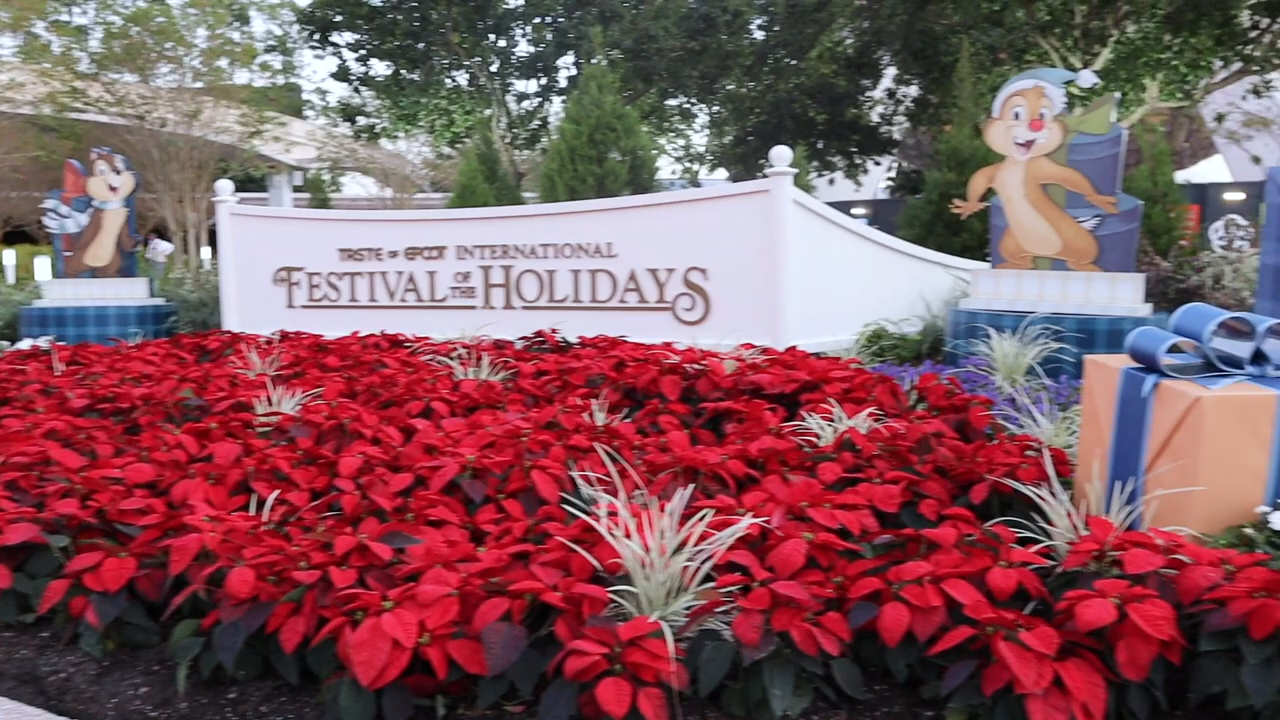 TASTE OF EPCOT INTERNATIONAL
FESTIVAL OF THE HOLIDAYS